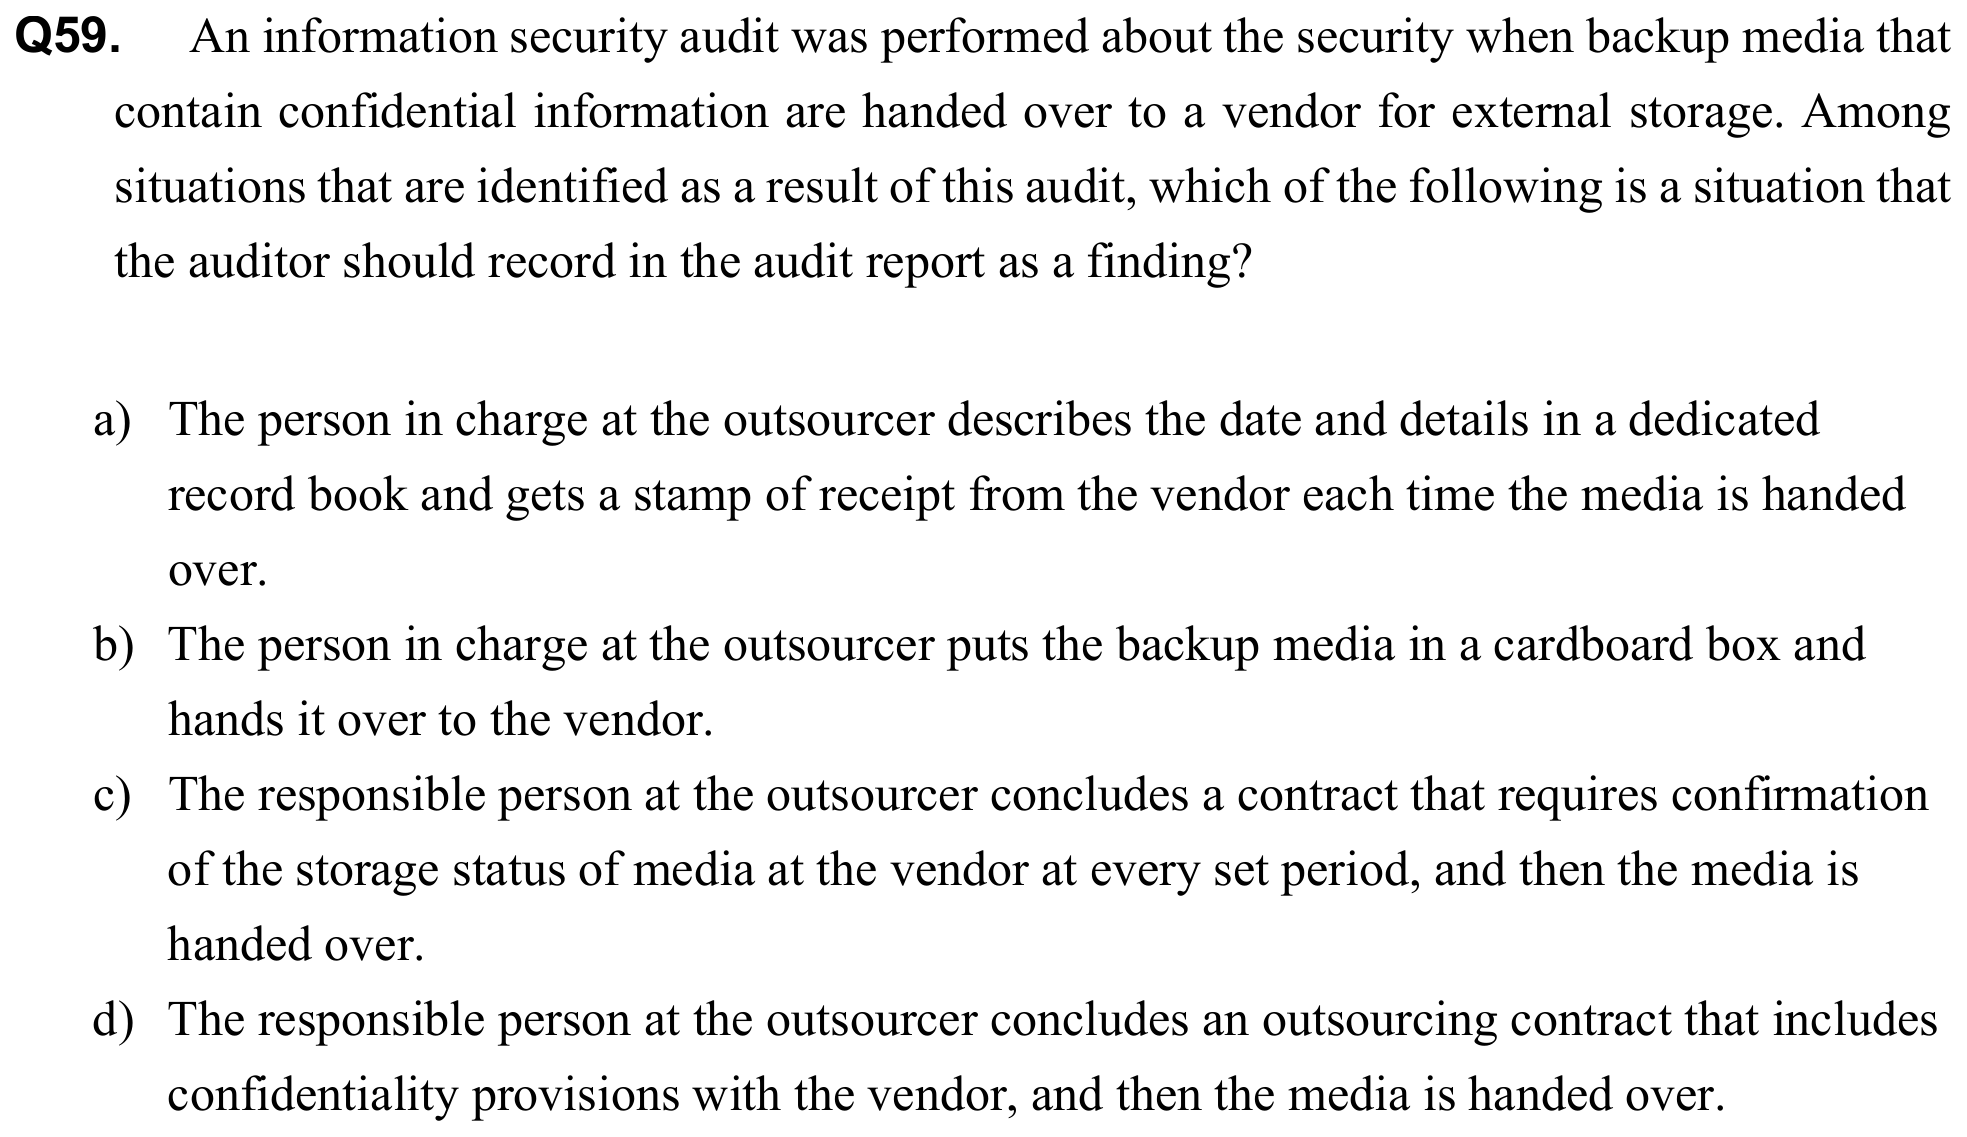 Q59. An information security audit was performed about the security when backup media that
contain confidential information are handed over to a vendor for external storage. Among
situations that are identified as a result of this audit, which of the following is a situation that
the auditor should record in the audit report as a finding?
a) The person in charge at the outsourcer describes the date and details in a dedicated
record book and gets a stamp of receipt from the vendor each time the media is handed
over.
b) The person in charge at the outsourcer puts the backup media in a cardboard box and
hands it over to the vendor.
c) The responsible person at the outsourcer concludes a contract that requires confirmation
of the storage status of media at the vendor at every set period, and then the media is
handed over.
d) The responsible person at the outsourcer concludes an outsourcing contract that includes
confidentiality provisions with the vendor, and then the media is handed over.